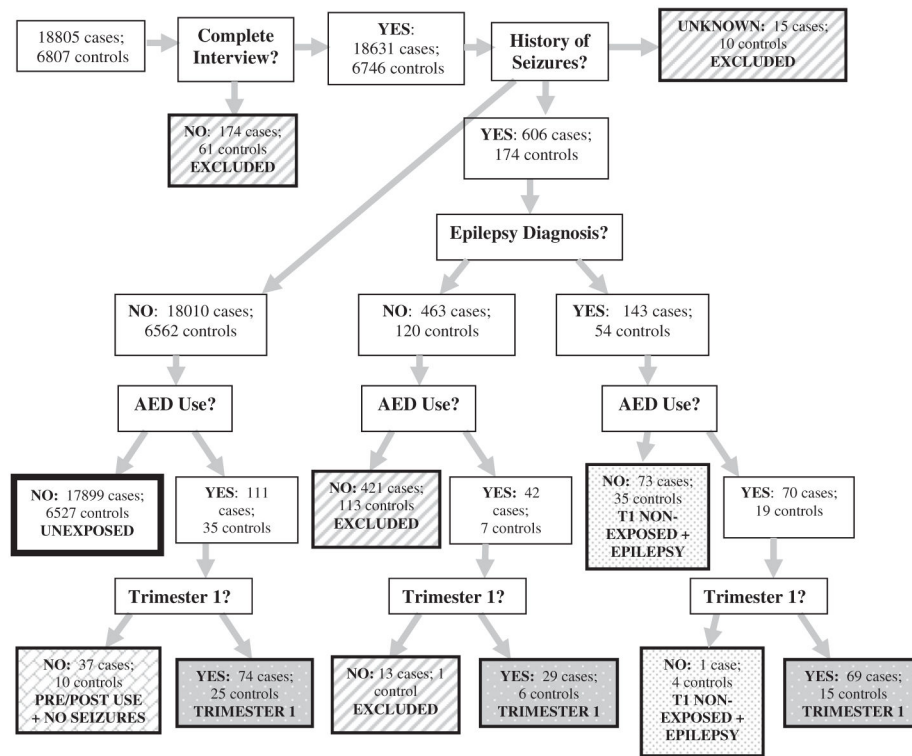 18805 cases;
6807 controls
Complete
Interview?
YES:
18631 cases;
6746 controls
History of
Seizures?
UNKNOWN: 15 cases;
10 controls
EXCLUDED
NO: 174 cases;
61 controls
EXCLUDED
YES: 606 cases;
174 controls
Epilepsy Diagnosis?
NO: 18010 cases;
6562 controls
NO: 463 cases;
120 controls
YES: 143 cases;
54 controls
AED Use?
AED Use?
AED Use?
NO: 17899 cases;
6527 controls
UNEXPOSED
YES: 111
cases;
35 controls
NO: 421 cases;
113 controls
EXCLUDED
YES: 42
cases;
7 controls
NO: 73 cases;
35 controls
T1 NON-
EXPOSED +
EPILEPSY
YES: 70 cases;
19 controls
Trimester 1?
Trimester 1?
Trimester 1?
NO: 37 cases;
10 controls
PRE/POST USE
+ NO SEIZURES
YES: 74 cases;
25 controls
TRIMESTER 1
NO: 13 cases; 1
control
EXCLUDED
YES: 29 cases;
6 controls
TRIMESTER 1
NO: 1 case;
4 controls
T1 NON-
EXPOSED +
EPILEPSY
YES: 69 cases;
15 controls
TRIMESTER 1